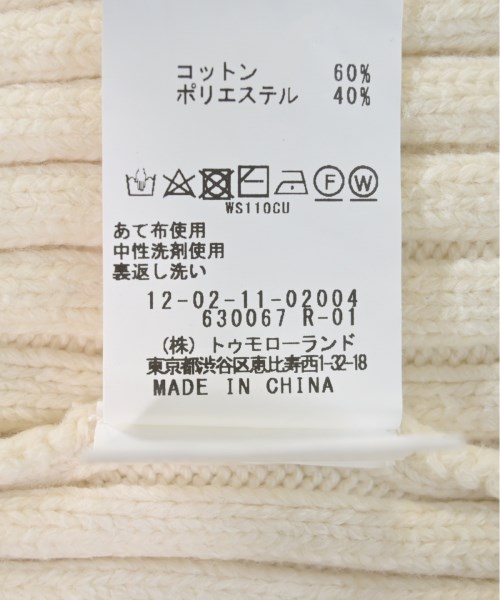 コットン 60%
ポリエステル 40%
F W
WS110CU
あて布使用
中性洗剤使用
裏返し洗い
12-02-11-02004
630067 R-01
(株) トゥモローランド
東京都渋谷区恵比寿西1-32-18
MADE IN CHINA